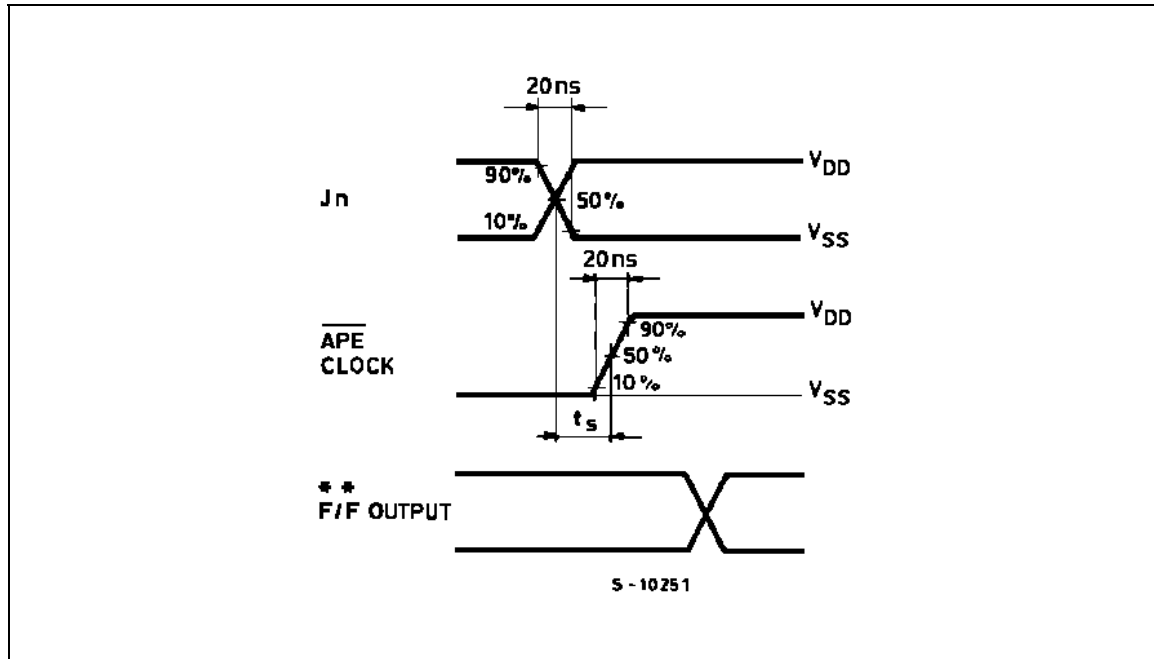 20ns
V_DD
90%
Jn
50%
10%
V_SS
20ns
V_DD
APE
90%
CLOCK
50%
10%
V_SS
t_s
**
F/F OUTPUT
S-10251